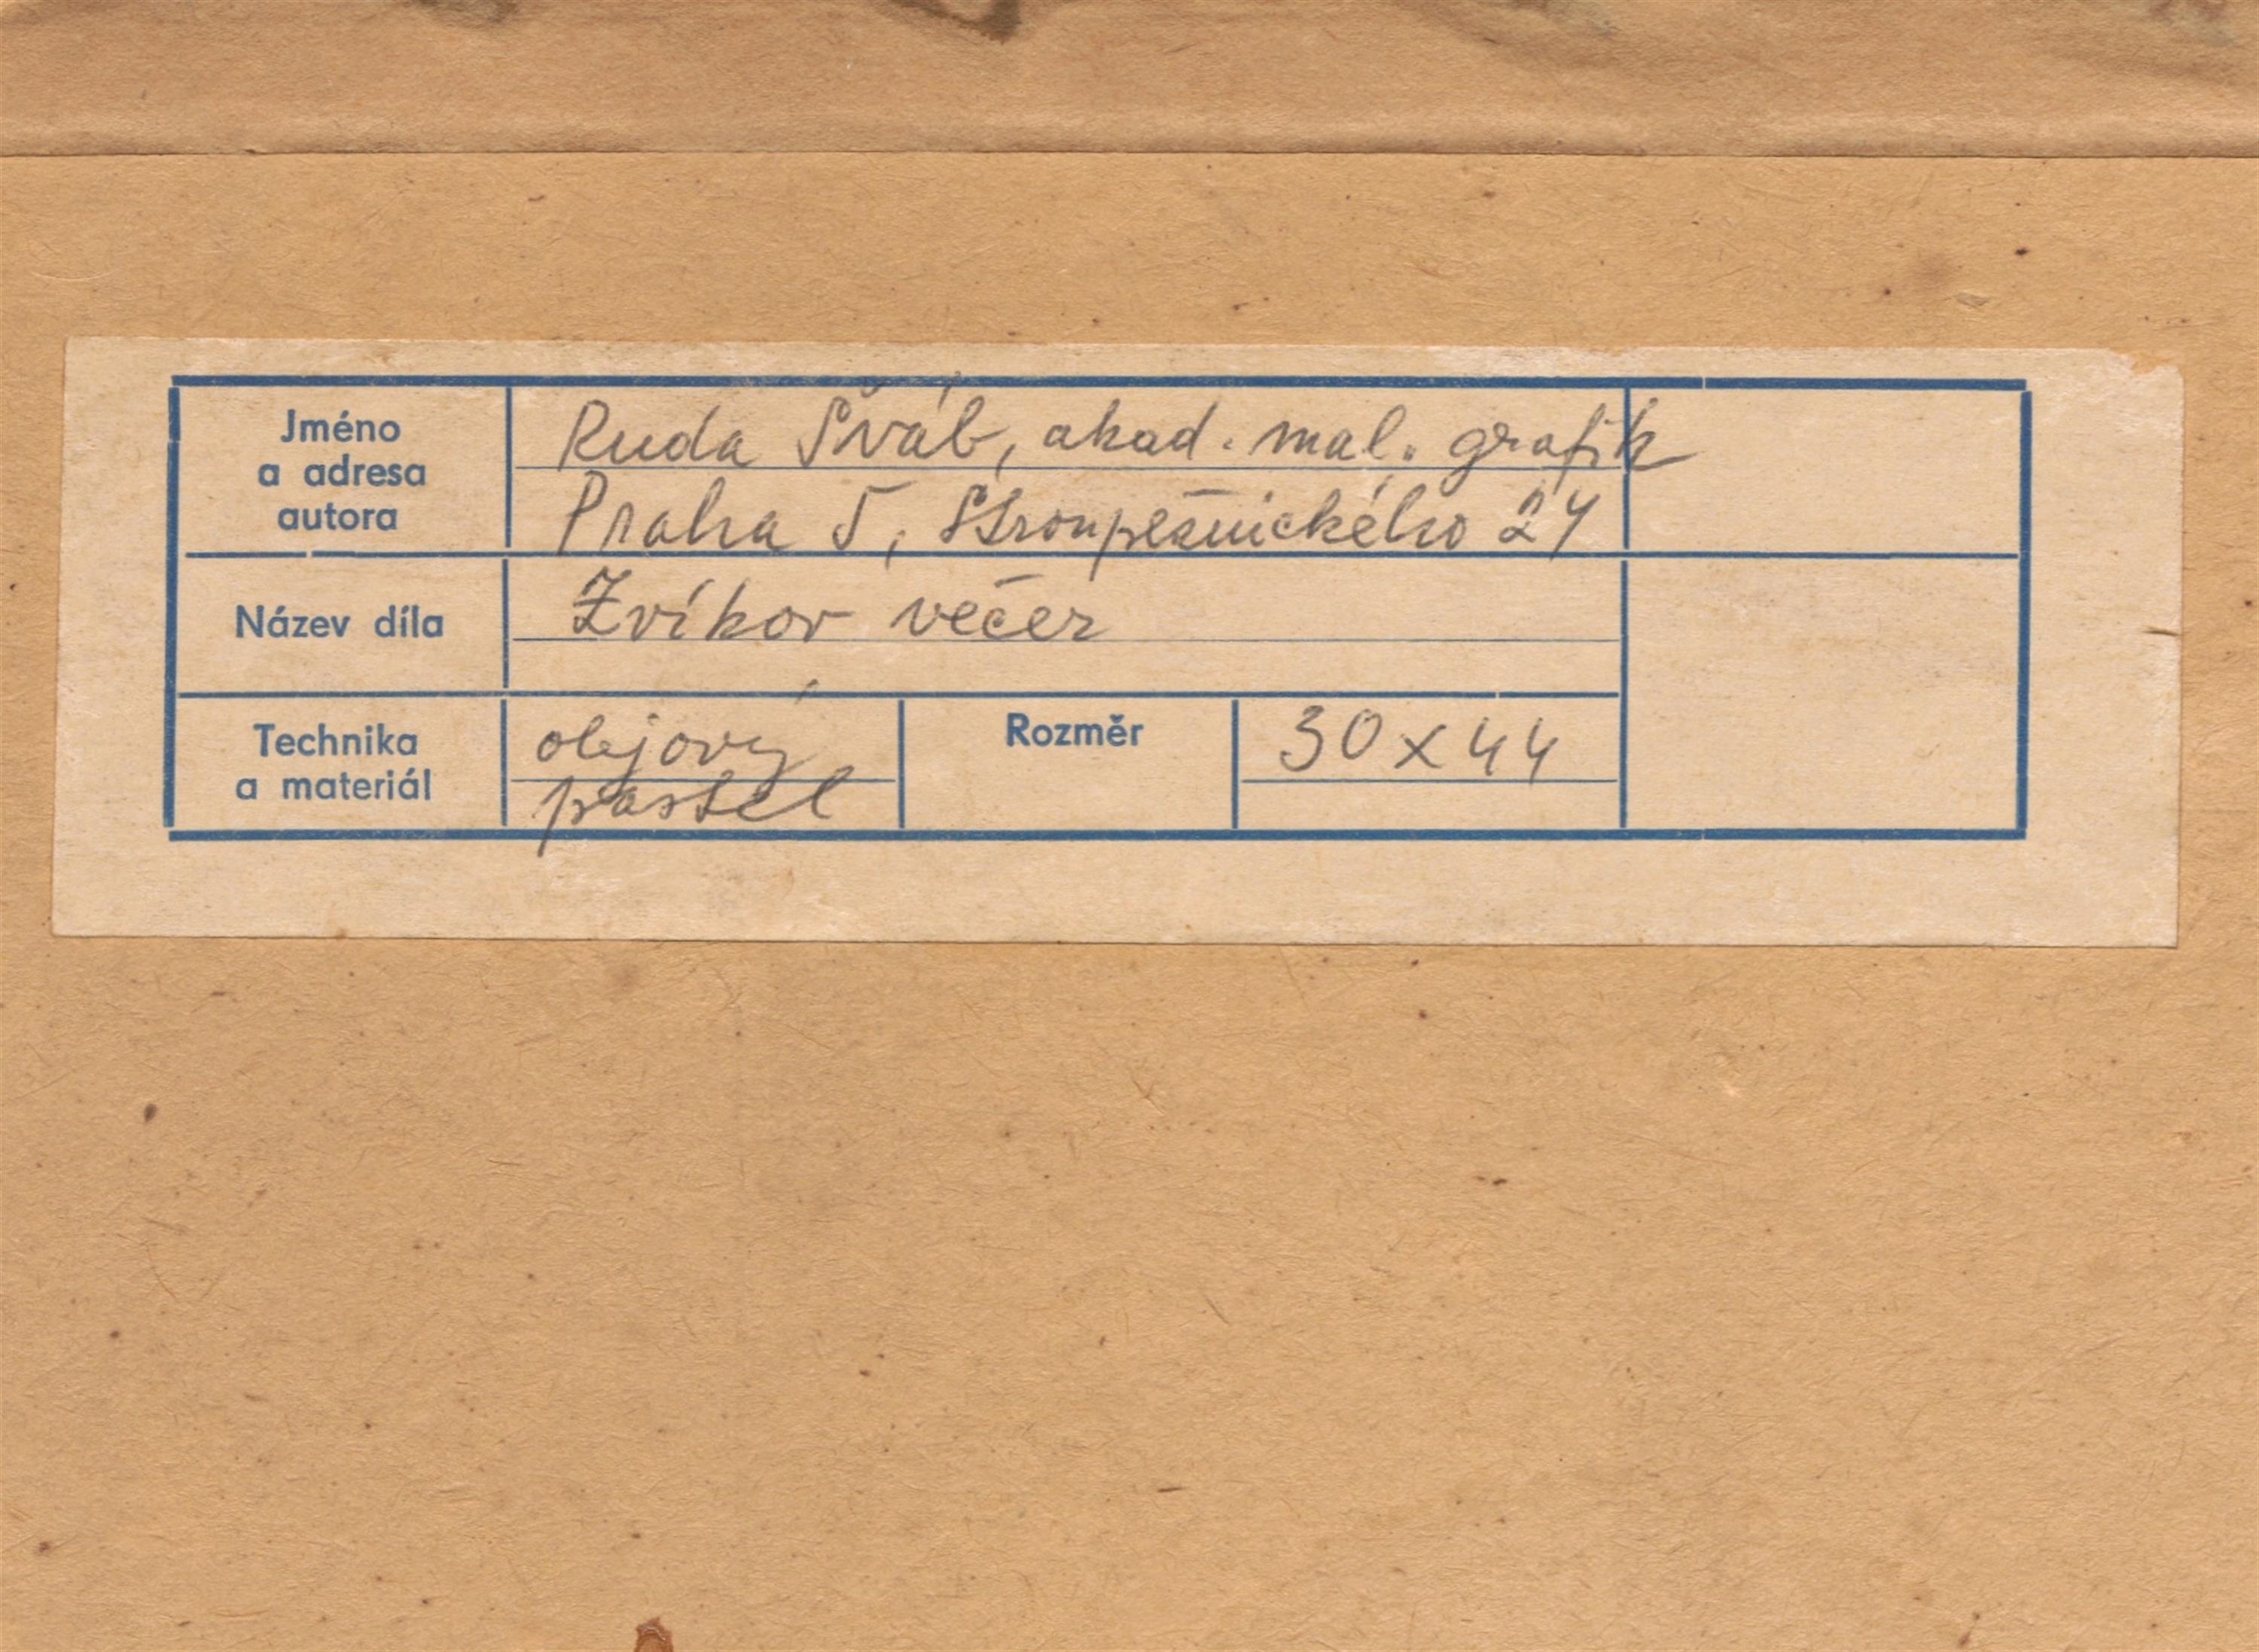 Jméno
a adresa
autora
Ruda Šváb, akad. mal. grafik
Praha 5, Stroupežnického 24
Název díla
Zvíkov večer
Technika
a materiál
olejový
pastel
Rozměr
30 x 44